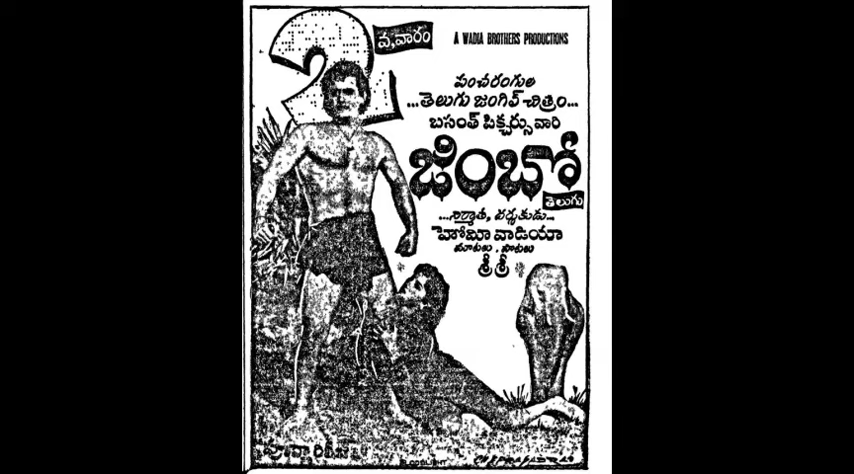 2
వ, వారం
A WADIA BROTHERS PRODUCTIONS
పంచరంగుల
...తెలుగు జంగిల్ చిత్రం...
బసంత్ పిక్చర్సువారి
జింబో
తెలుగు
...నిర్మాత, దర్శకుడు...
హోమీ వాడియా
మాటలు . పాటలు
శ్రీశ్రీ